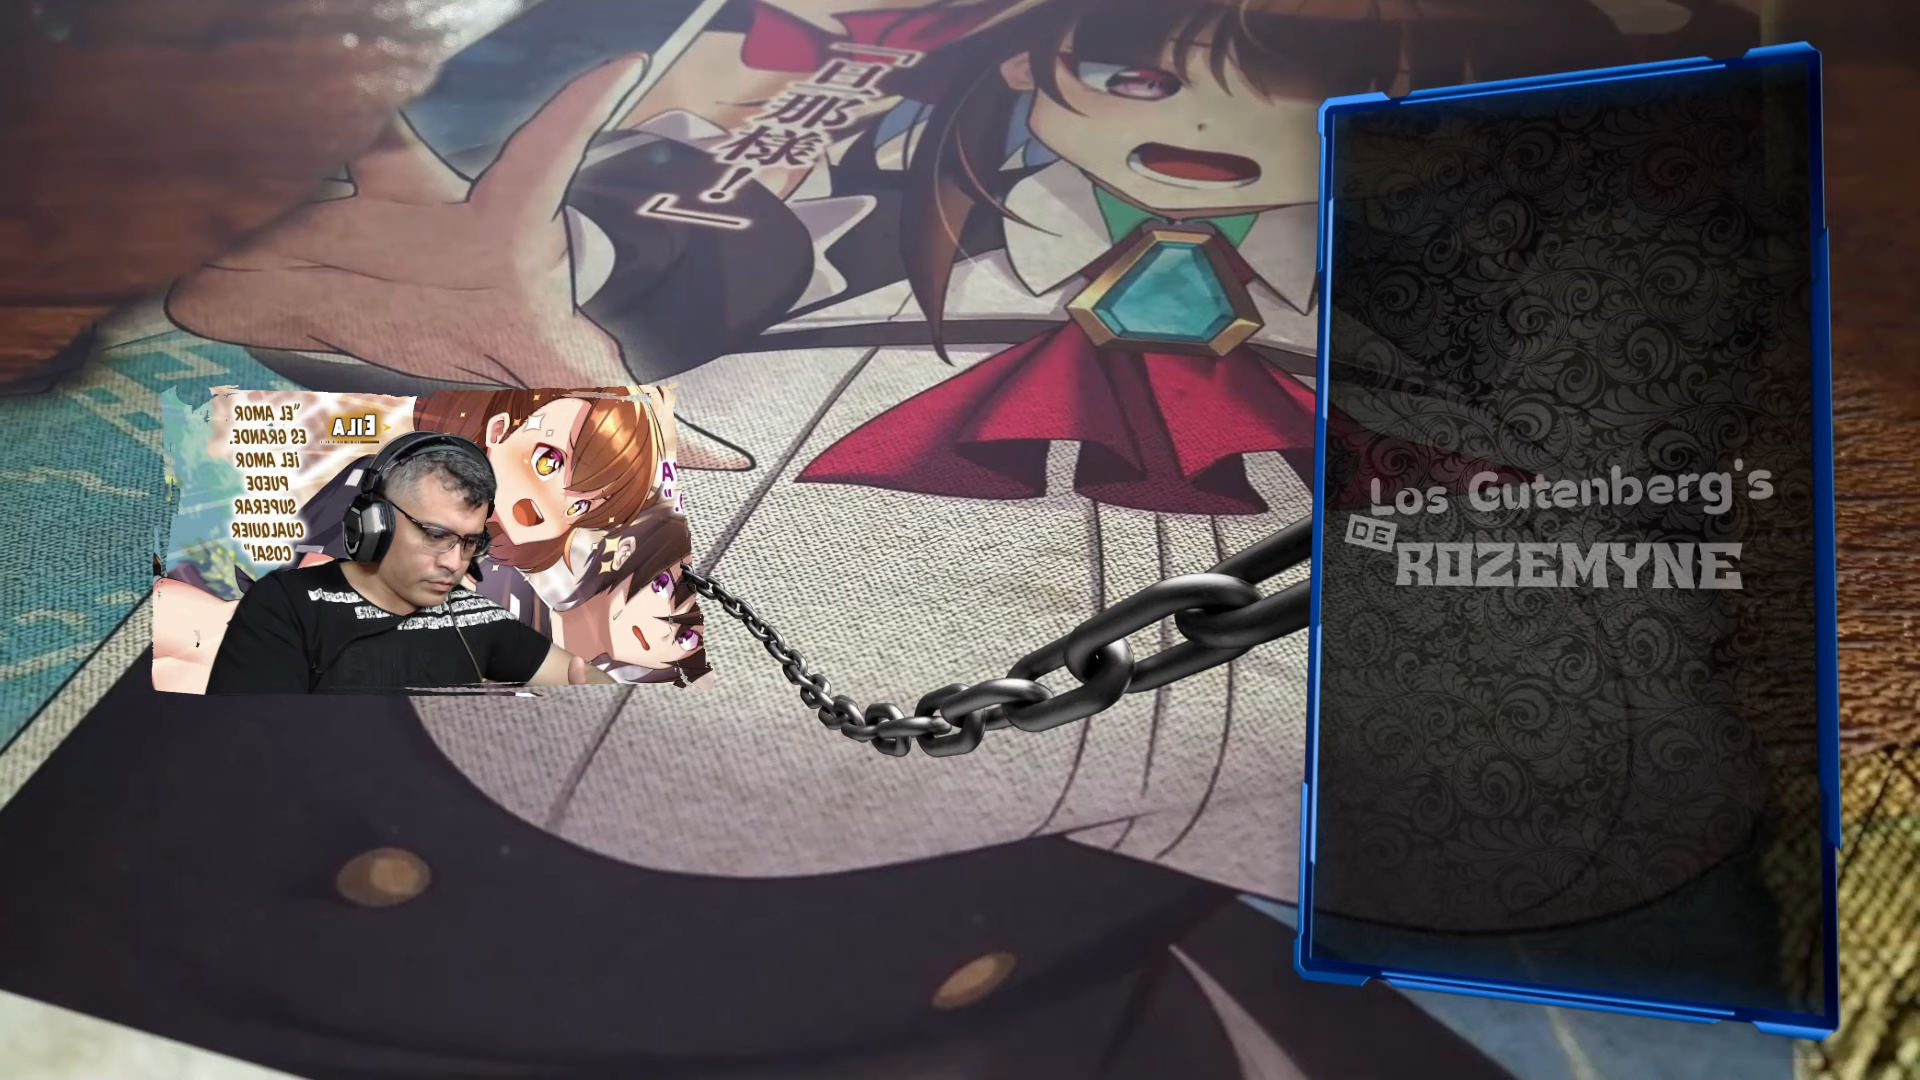 『旦那様！』
"EL AMOR
ES GRANDE.
¡EL AMOR
PUEDE
SUPERAR
CUALQUIER
COSA!"
EILA
Los Gutenberg's
DE
ROZEMYNE